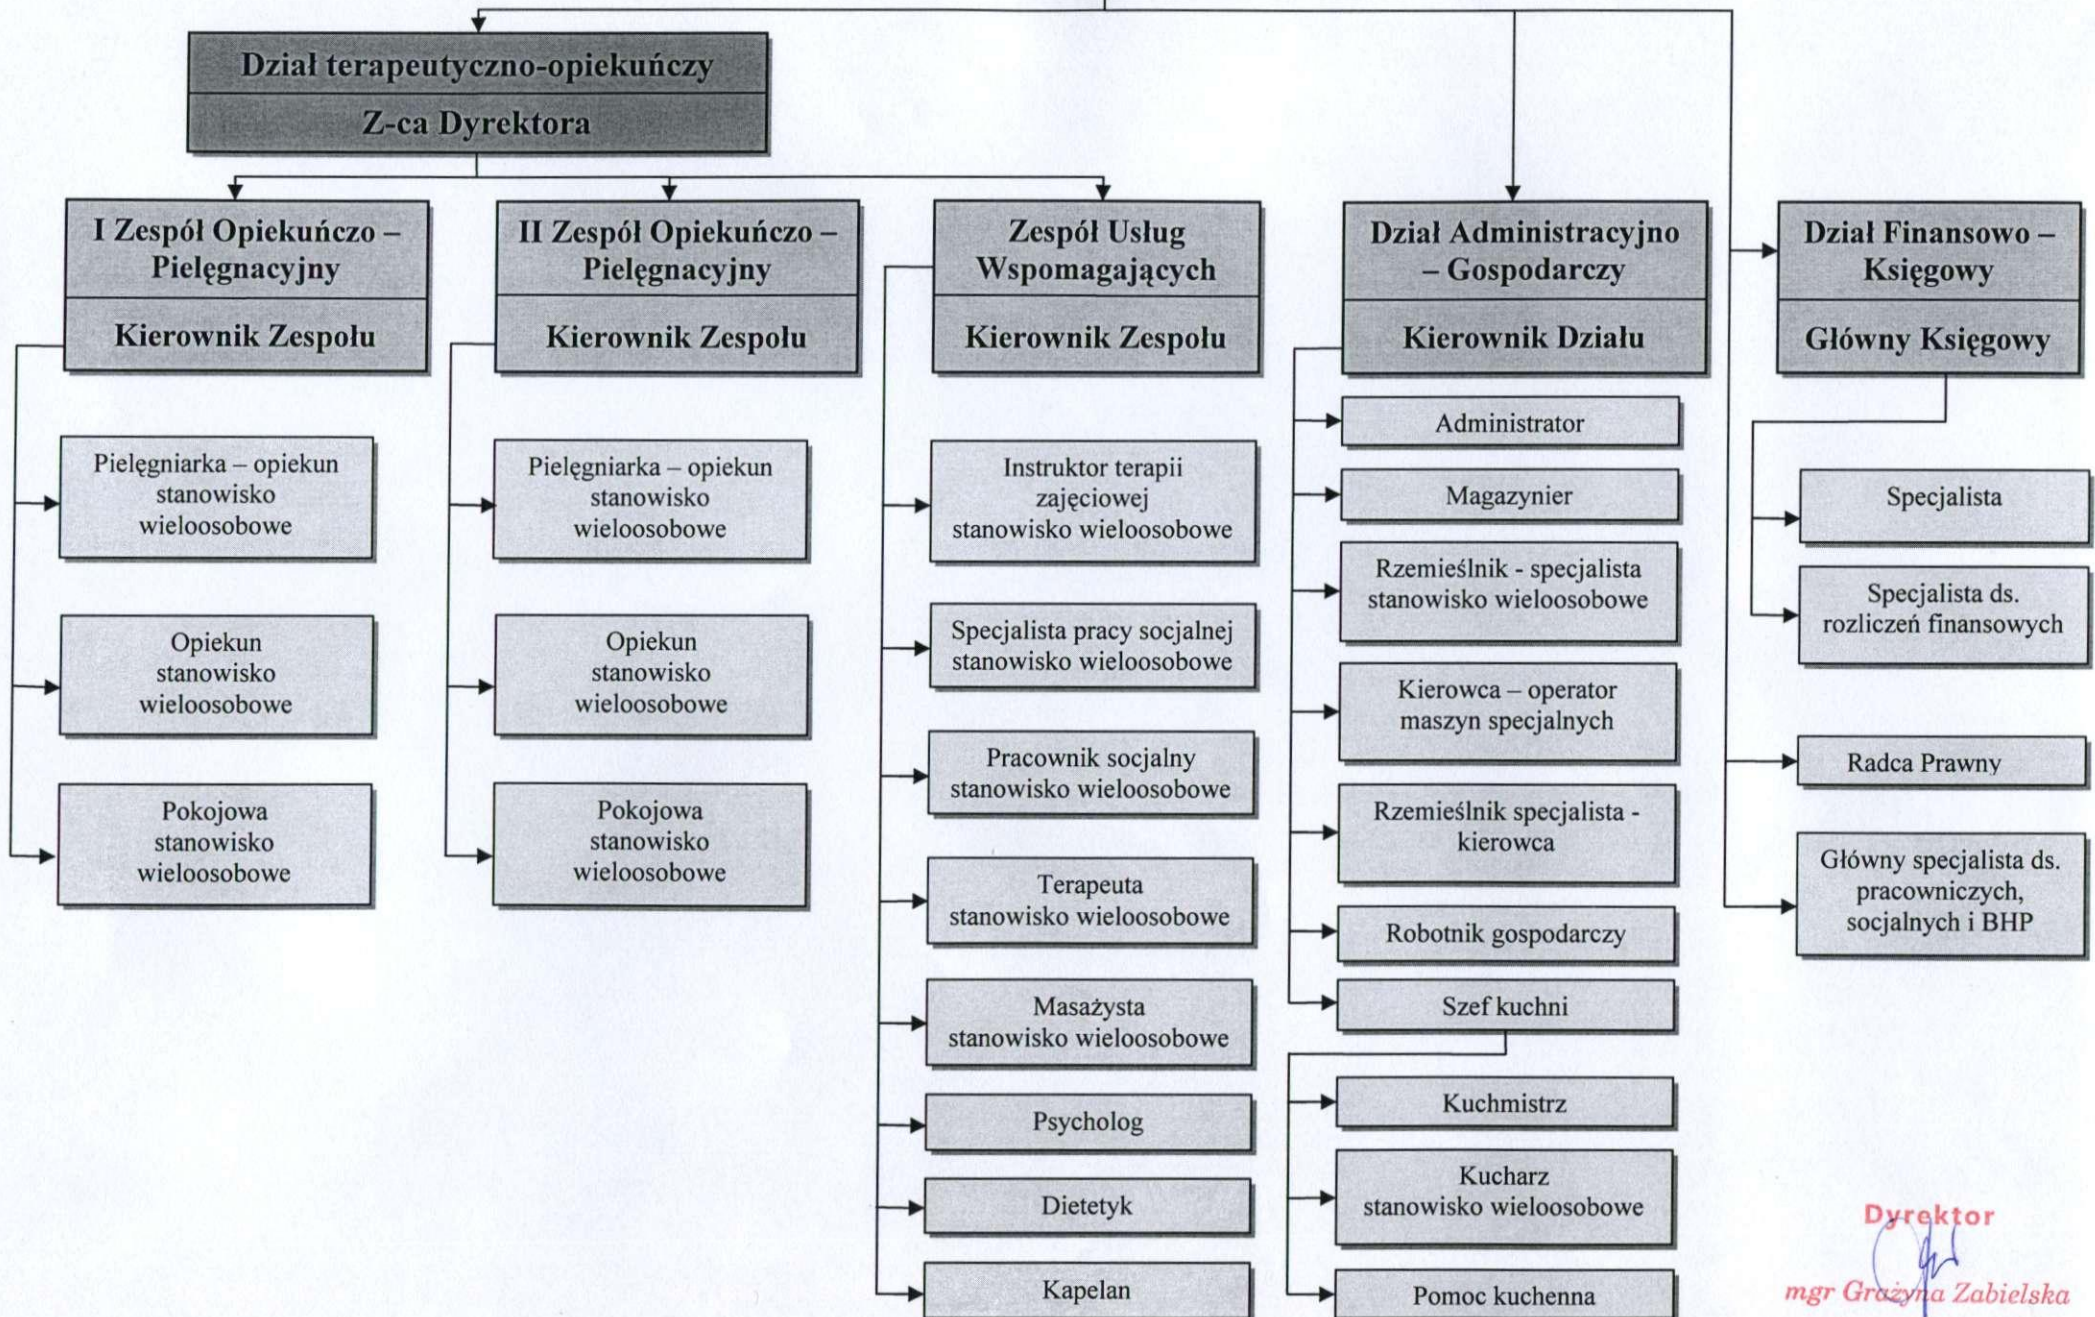 Dział terapeutyczno-opiekuńczy
Z-ca Dyrektora
I Zespół Opiekuńczo –
Pielęgnacyjny
Kierownik Zespołu
Pielęgniarka – opiekun
stanowisko
wieloosobowe
Opiekun
stanowisko
wieloosobowe
Pokojowa
stanowisko
wieloosobowe
II Zespół Opiekuńczo –
Pielęgnacyjny
Kierownik Zespołu
Pielęgniarka – opiekun
stanowisko
wieloosobowe
Opiekun
stanowisko
wieloosobowe
Pokojowa
stanowisko
wieloosobowe
Zespół Usług
Wspomagających
Kierownik Zespołu
Instruktor terapii
zajęciowej
stanowisko wieloosobowe
Specjalista pracy socjalnej
stanowisko wieloosobowe
Pracownik socjalny
stanowisko wieloosobowe
Terapeuta
stanowisko wieloosobowe
Masażysta
stanowisko wieloosobowe
Psycholog
Dietetyk
Kapelan
Dział Administracyjno
– Gospodarczy
Kierownik Działu
Administrator
Magazynier
Rzemieślnik - specjalista
stanowisko wieloosobowe
Kierowca – operator
maszyn specjalnych
Rzemieślnik specjalista -
kierowca
Robotnik gospodarczy
Szef kuchni
Kuchmistrz
Kucharz
stanowisko wieloosobowe
Pomoc kuchenna
Dział Finansowo –
Księgowy
Główny Księgowy
Specjalista
Specjalista ds.
rozliczeń finansowych
Radca Prawny
Główny specjalista ds.
pracowniczych,
socjalnych i BHP
Dyrektor
mgr Grażyna Zabielska